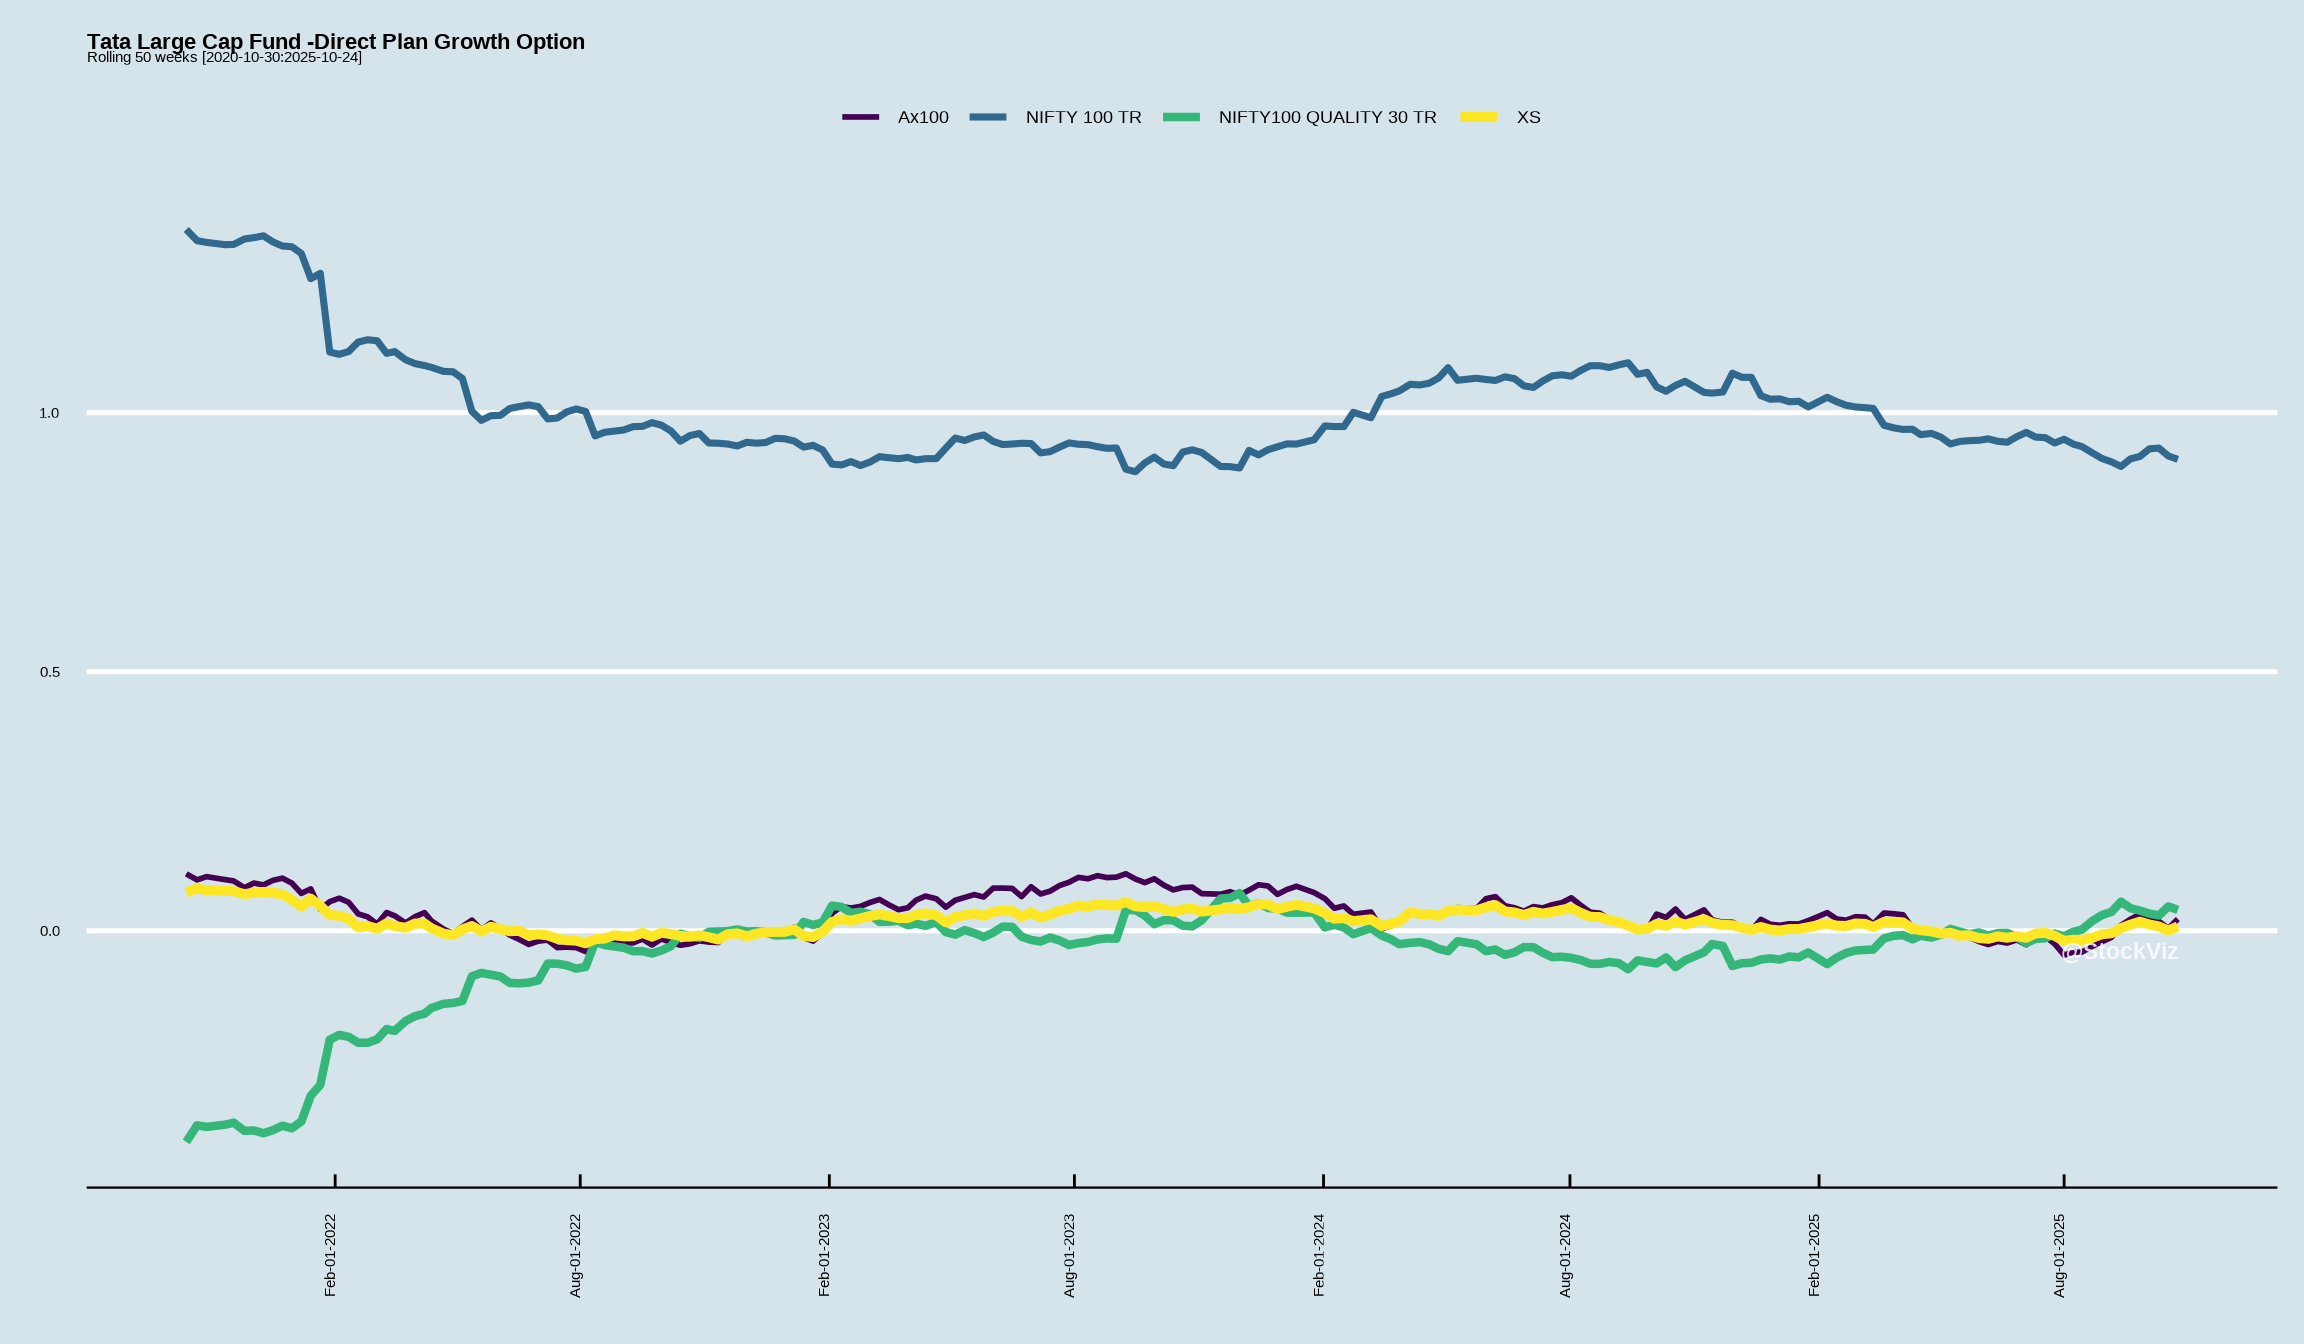 Tata Large Cap Fund -Direct Plan Growth Option
Rolling 50 weeks [2020-10-30:2025-10-24]
Ax100 NIFTY 100 TR NIFTY100 QUALITY 30 TR XS
1.0
0.5
0.0
@StockViz
Feb-01-2022 Aug-01-2022 Feb-01-2023 Aug-01-2023 Feb-01-2024 Aug-01-2024 Feb-01-2025 Aug-01-2025